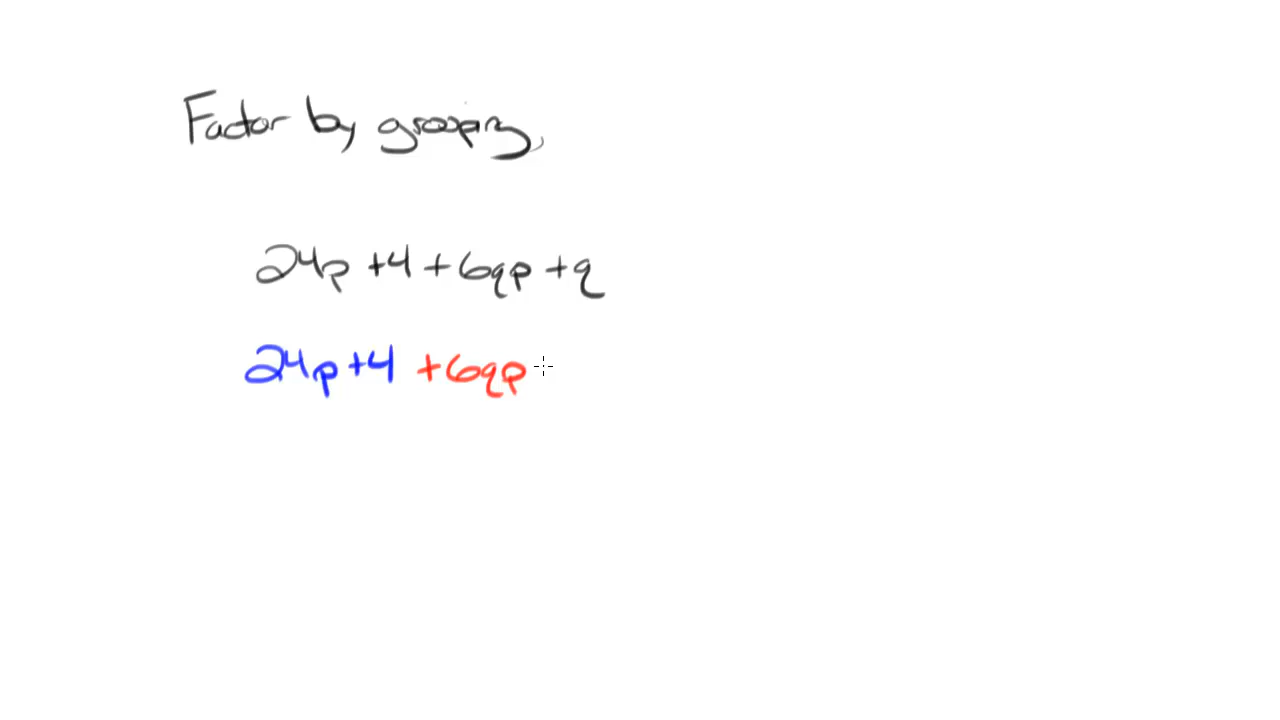 Factor by grouping,
24p +4 + 6qp + q
24p+4 +6qp